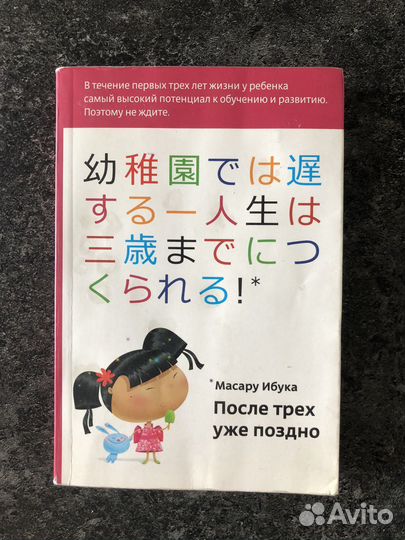 В течение первых трех лет жизни у ребенка
самый высокий потенциал к обучению и развитию.
Поэтому не ждите.
幼稚園では遅
する一人生は
三歳までにつ
くられる!*
*Масару Ибука
После трех
уже поздно
Avito